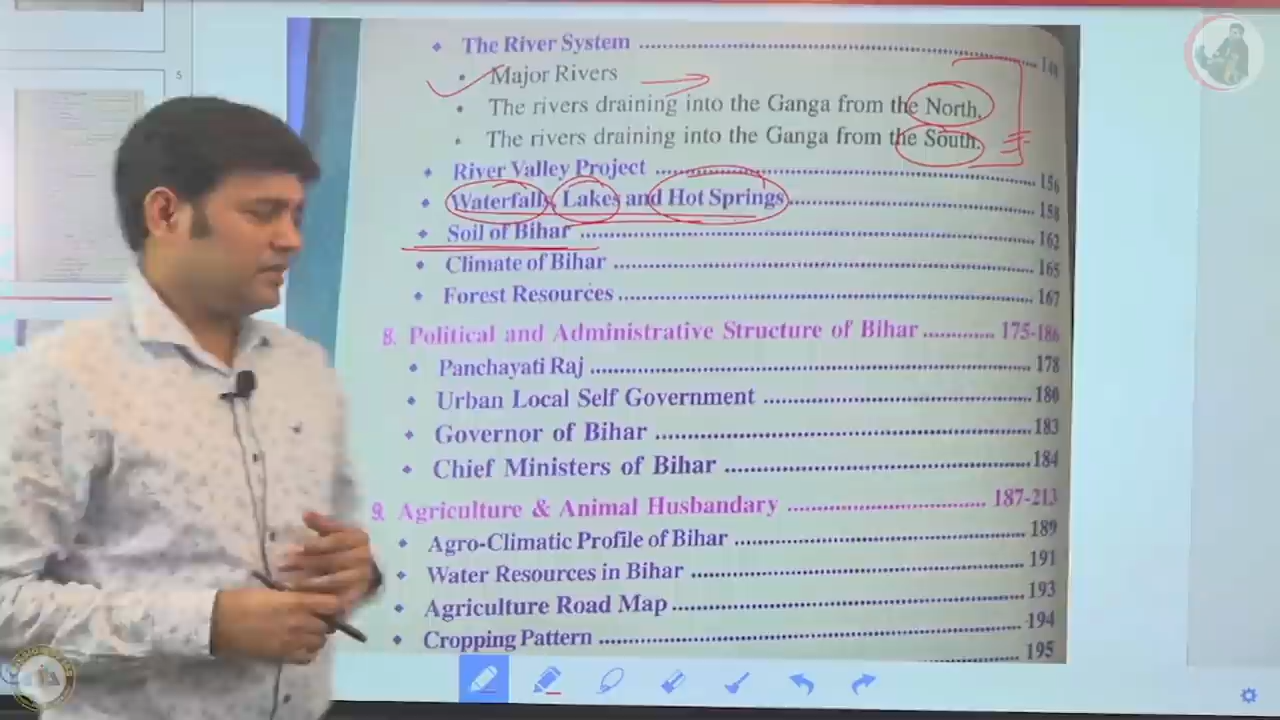 The River System ........ 148
Major Rivers
The rivers draining into the Ganga from the North,
The rivers draining into the Ganga from the South.
River Valley Project ........ 156
Waterfalls, Lakes and Hot Springs ........ 158
Soil of Bihar ........ 162
Climate of Bihar ........ 165
Forest Resources ........ 167
8. Political and Administrative Structure of Bihar ........ 175-186
Panchayati Raj ........ 178
Urban Local Self Government ........ 180
Governor of Bihar ........ 183
Chief Ministers of Bihar ........ 184
9. Agriculture & Animal Husbandary ........ 187-213
Agro-Climatic Profile of Bihar ........ 189
Water Resources in Bihar ........ 191
Agriculture Road Map ........ 193
Cropping Pattern ........ 194
195
5